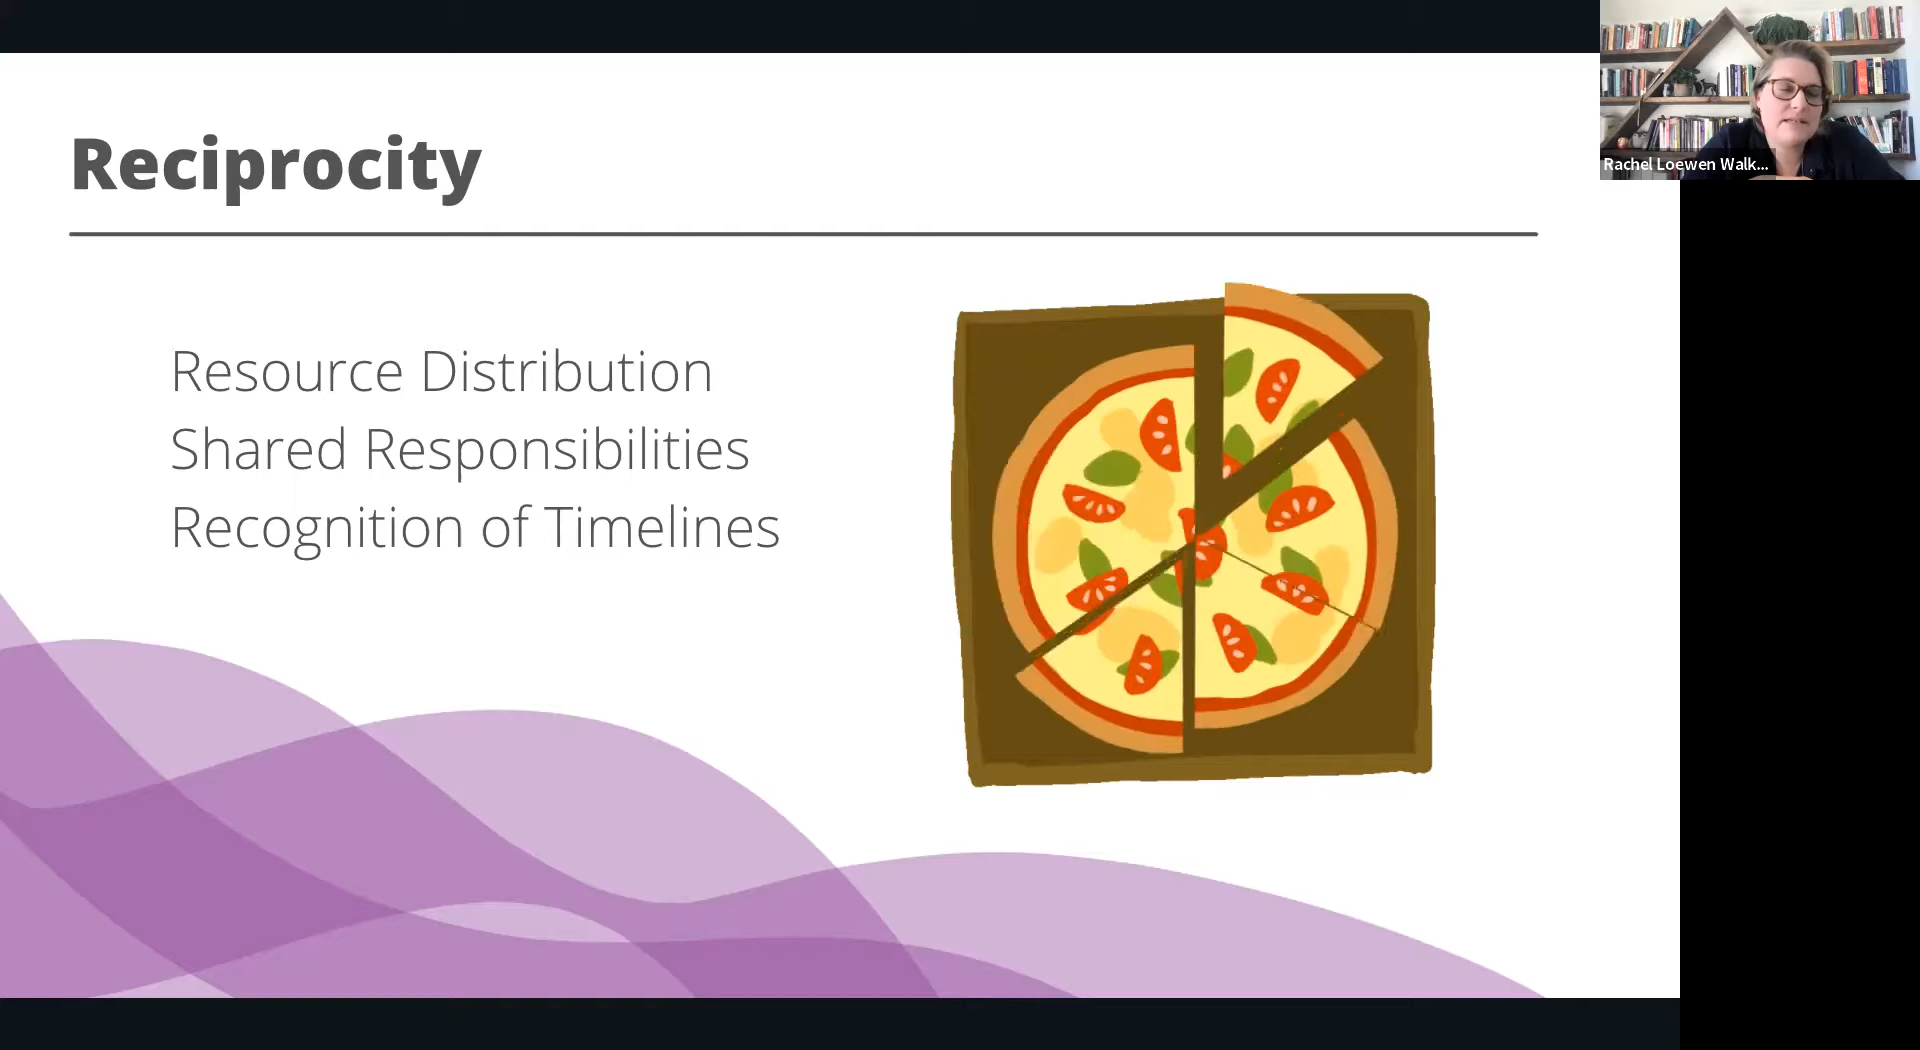 Reciprocity
Resource Distribution
Shared Responsibilities
Recognition of Timelines
Rachel Loewen Walk...